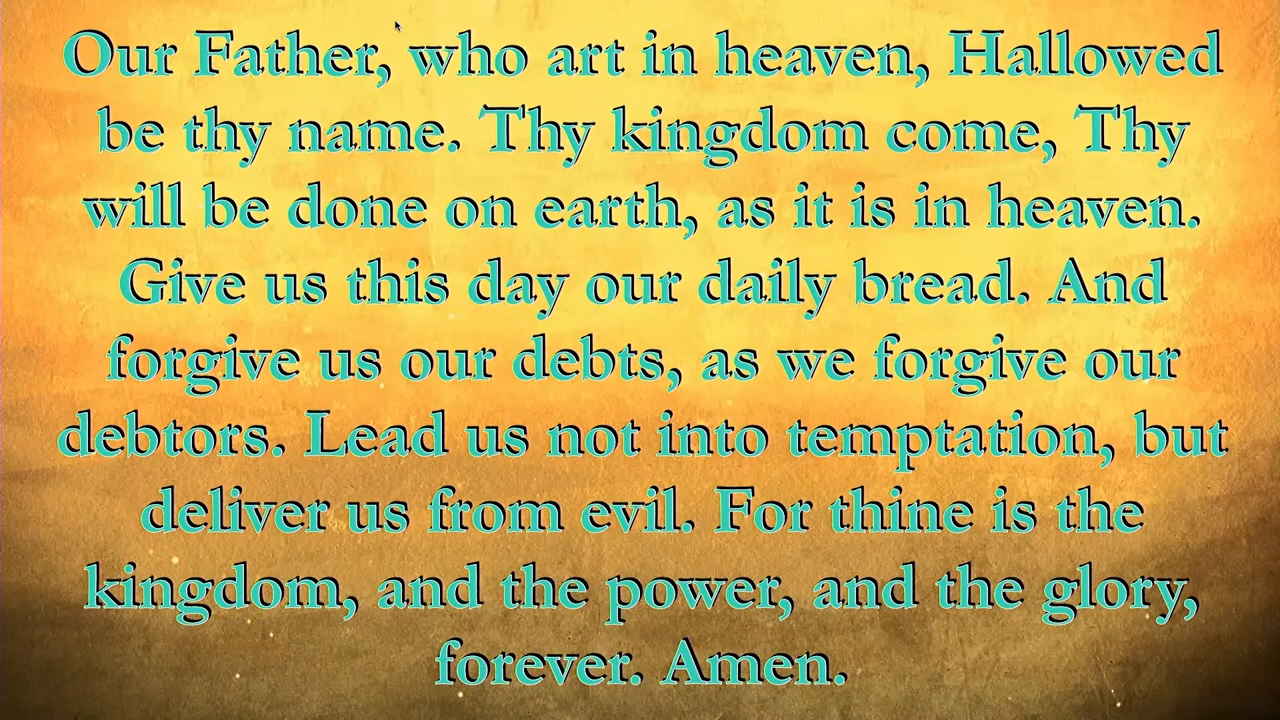 Our Father, who art in heaven, Hallowed
be thy name. Thy kingdom come, Thy
will be done on earth, as it is in heaven.
Give us this day our daily bread. And
forgive us our debts, as we forgive our
debtors. Lead us not into temptation, but
deliver us from evil. For thine is the
kingdom, and the power, and the glory,
forever. Amen.